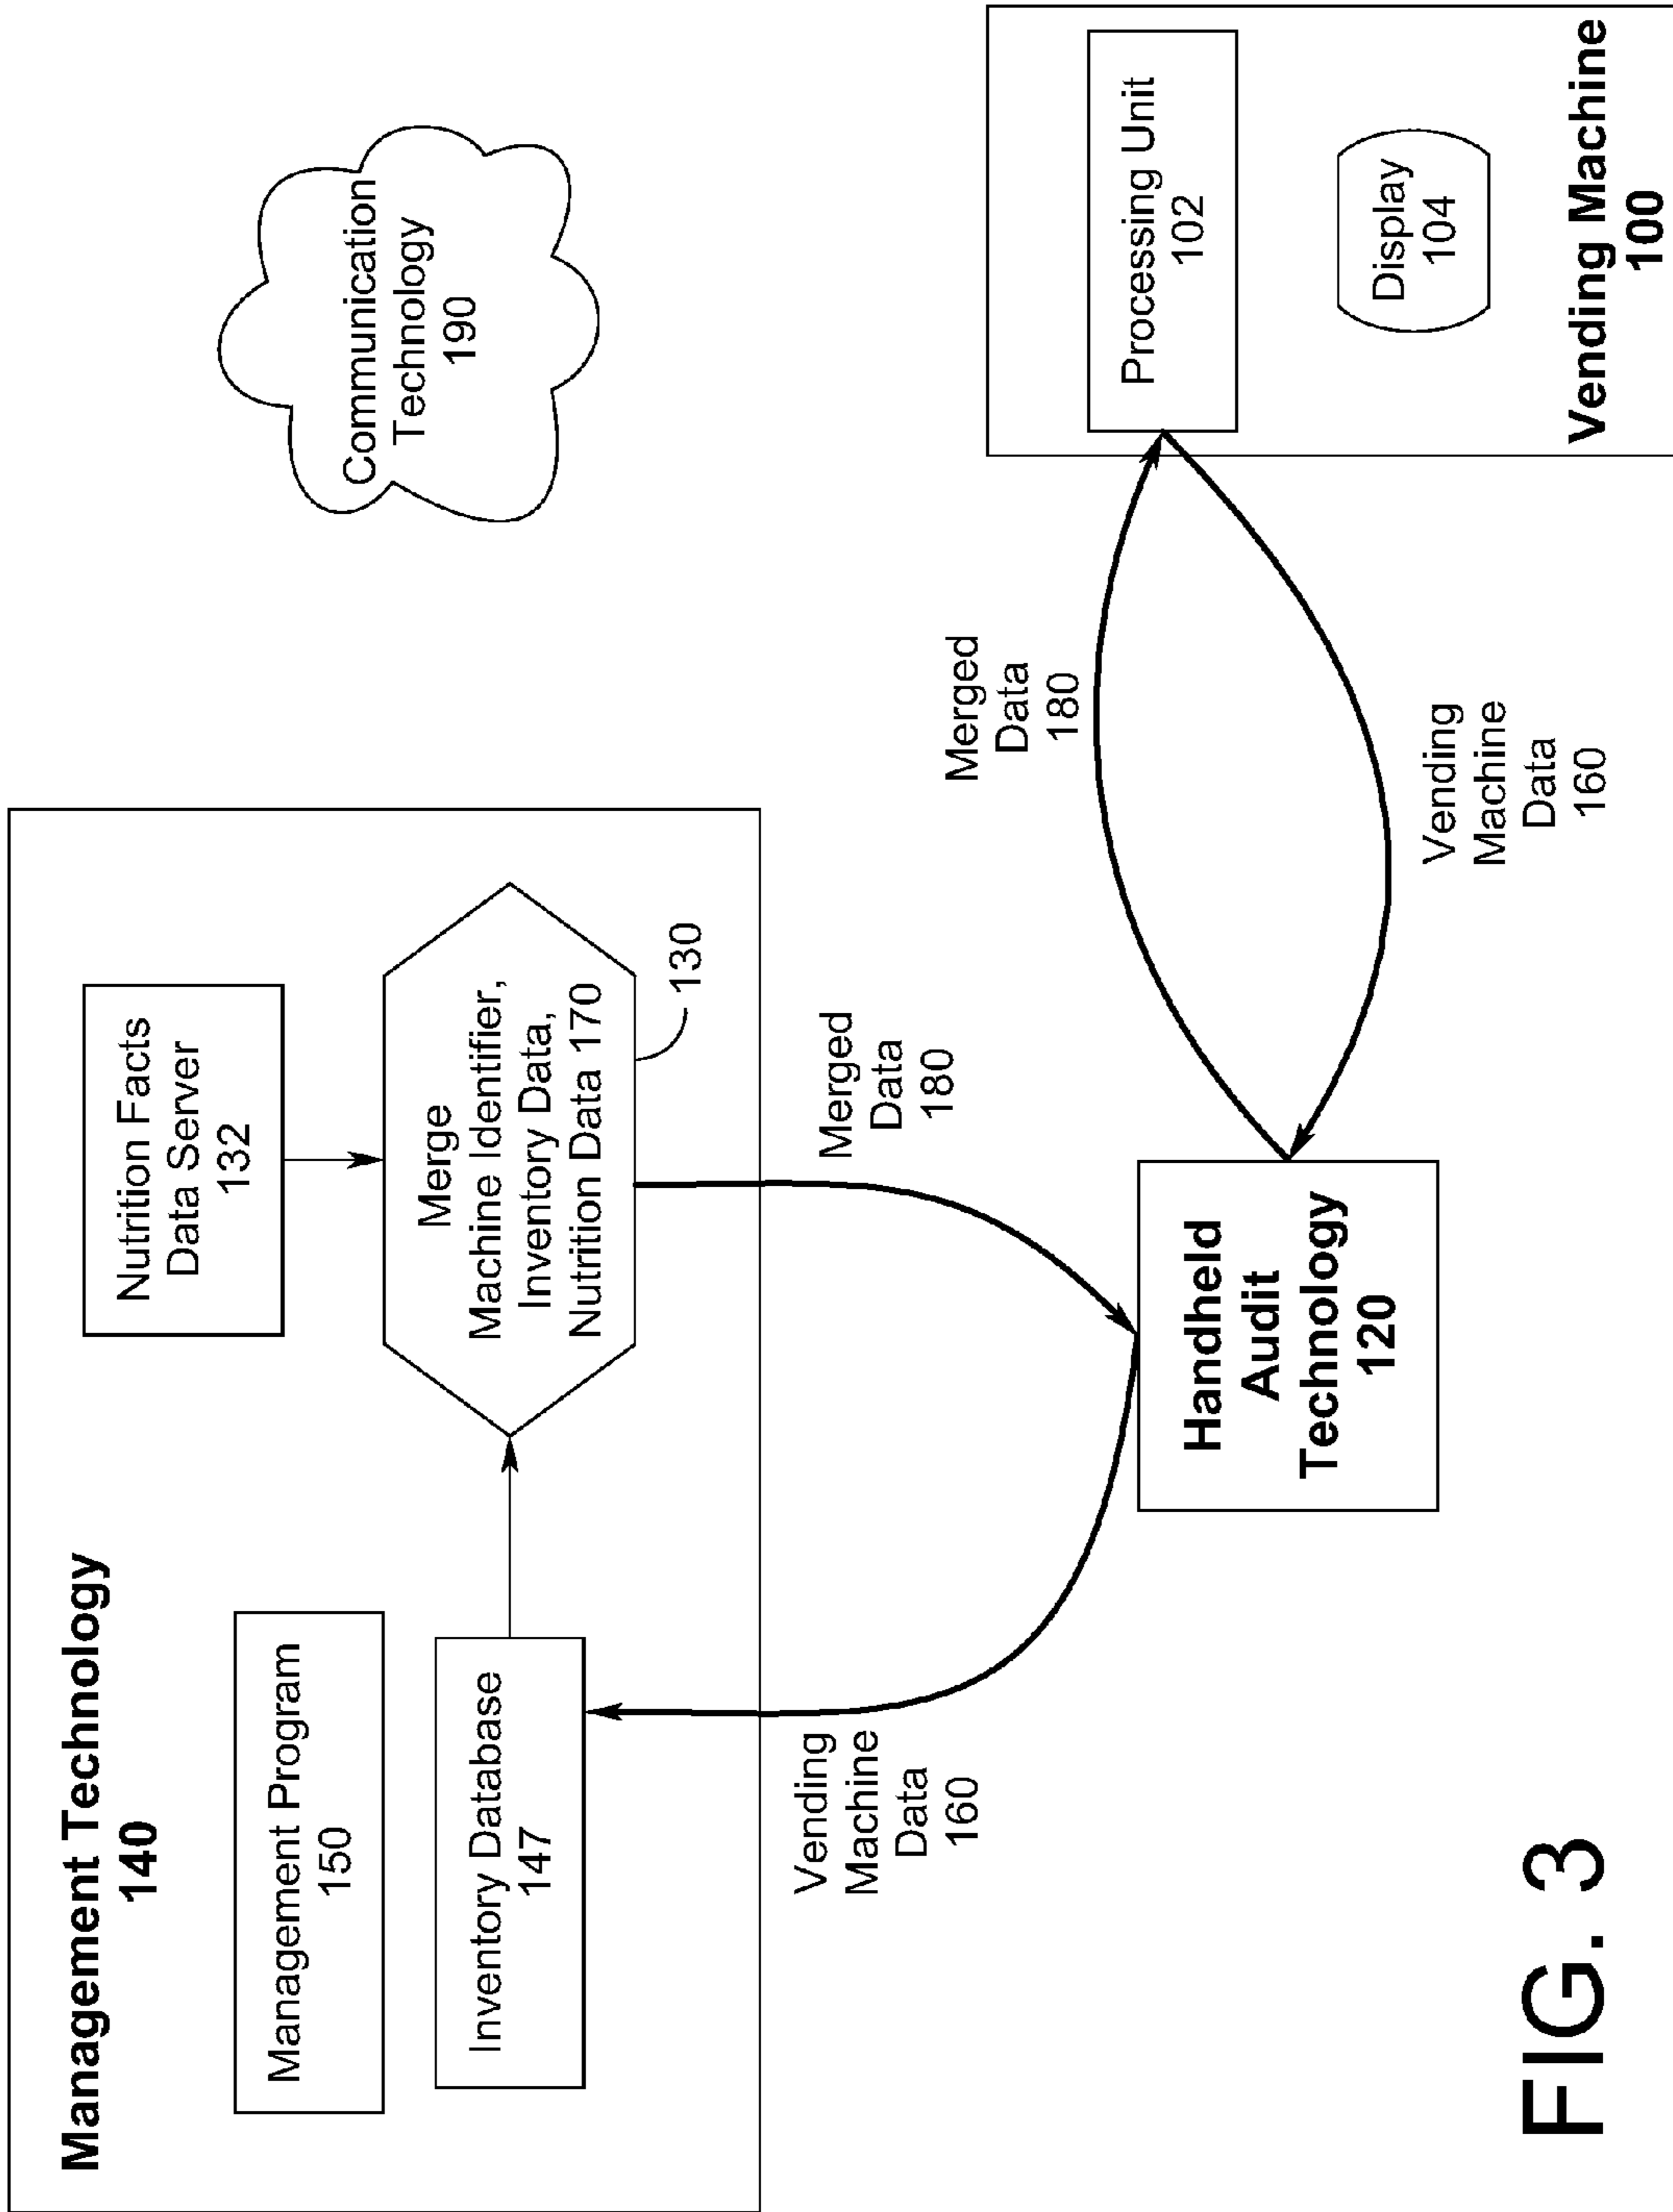 Management Technology
140
Management Program
150
Inventory Database
147
Nutrition Facts
Data Server
132
Merge
Machine Identifier,
Inventory Data,
Nutrition Data 170
130
Communication
Technology
190
Vending
Machine
Data
160
Merged
Data
180
Handheld
Audit
Technology
120
Merged
Data
180
Vending
Machine
Data
160
Processing Unit
102
Display
104
Vending Machine
100
FIG. 3